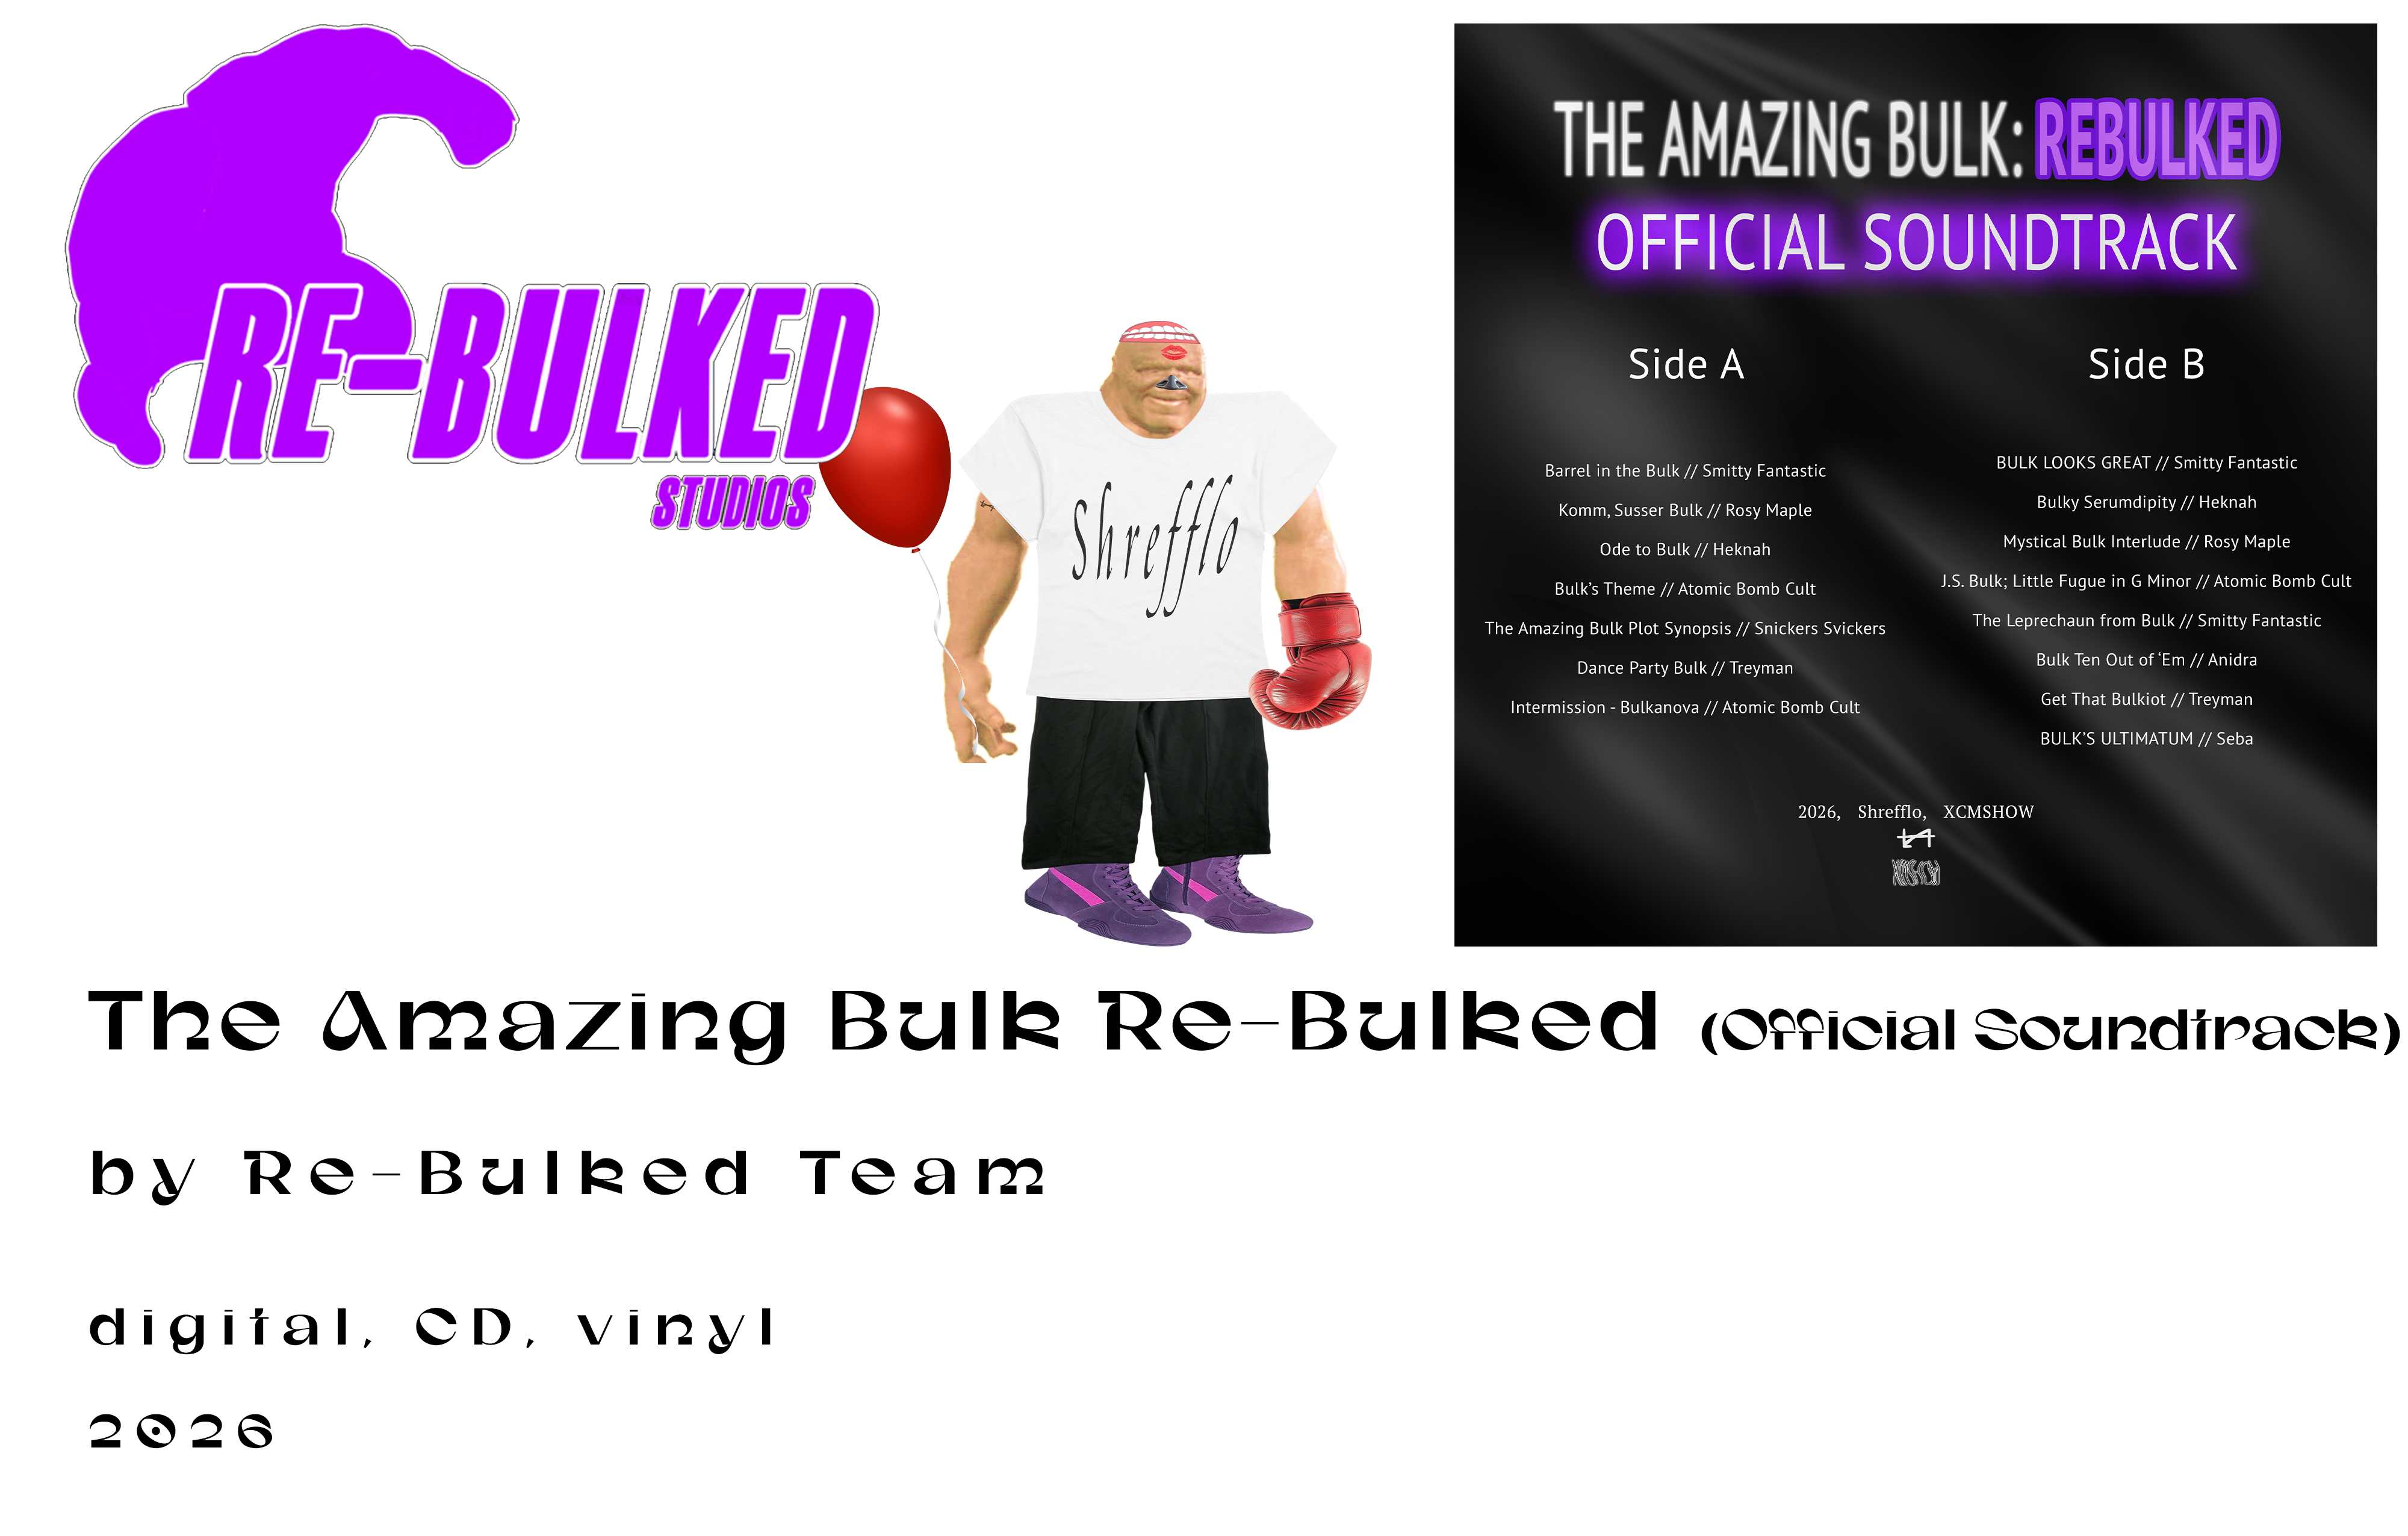 RE-BULKED
STUDIOS
Shrefflo
THE AMAZING BULK: REBULKED
OFFICIAL SOUNDTRACK
Side A
Barrel in the Bulk // Smitty Fantastic
Komm, Susser Bulk // Rosy Maple
Ode to Bulk // Heknah
Bulk's Theme // Atomic Bomb Cult
The Amazing Bulk Plot Synopsis // Snickers Svickers
Dance Party Bulk // Treyman
Intermission - Bulkanova // Atomic Bomb Cult
Side B
BULK LOOKS GREAT // Smitty Fantastic
Bulky Serumdipity // Heknah
Mystical Bulk Interlude // Rosy Maple
J.S. Bulk; Little Fugue in G Minor // Atomic Bomb Cult
The Leprechaun from Bulk // Smitty Fantastic
Bulk Ten Out of ‘Em // Anidra
Get That Bulkiot // Treyman
BULK'S ULTIMATUM // Seba
2026, Shrefflo, XCMSHOW
The Amazing Bulk Re-Bulked (Official Soundtrack)
by Re-Bulked Team
digital, CD, vinyl
2026